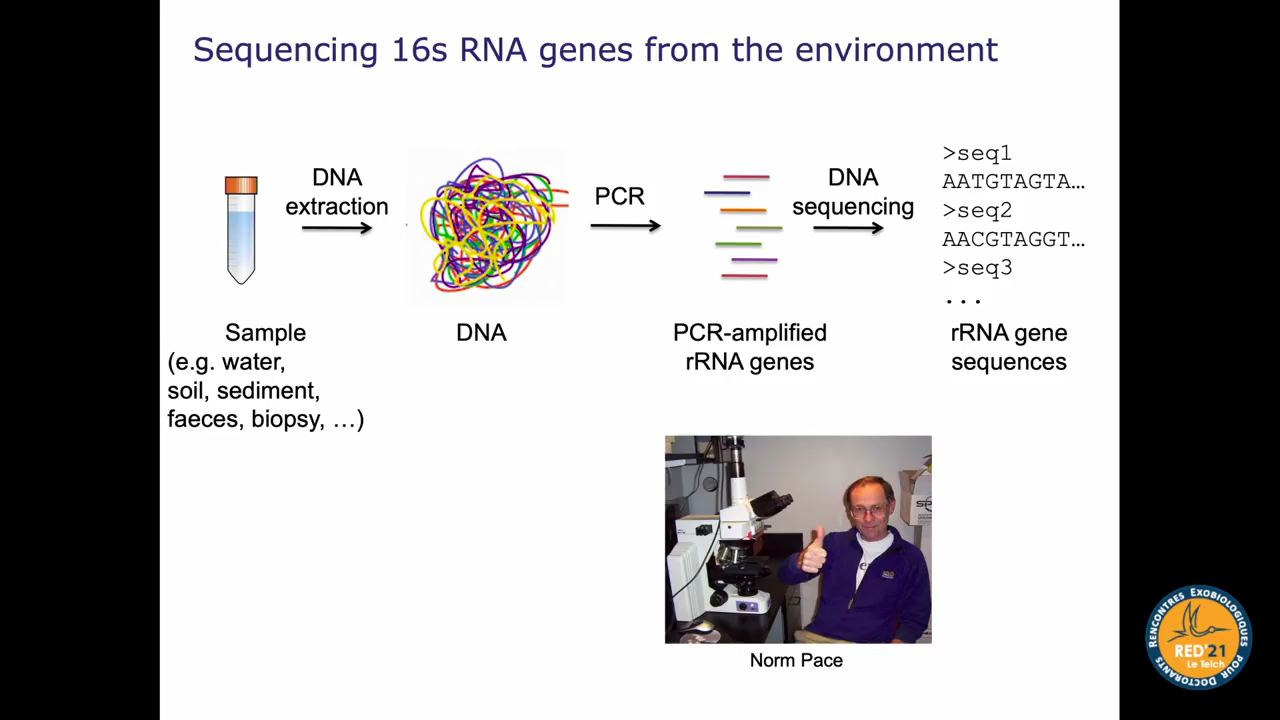 Sequencing 16s RNA genes from the environment
DNA
extraction
PCR
DNA
sequencing
>seq1
AATGTAGTA…
>seq2
AACGTAGGT…
>seq3
...
Sample
(e.g. water,
soil, sediment,
faeces, biopsy, …)
DNA
PCR-amplified
rRNA genes
rRNA gene
sequences
Norm Pace
RENCONTRES EXOBIOLOGIQUES
POUR DOCTORANTS
RED'21
Le Teich